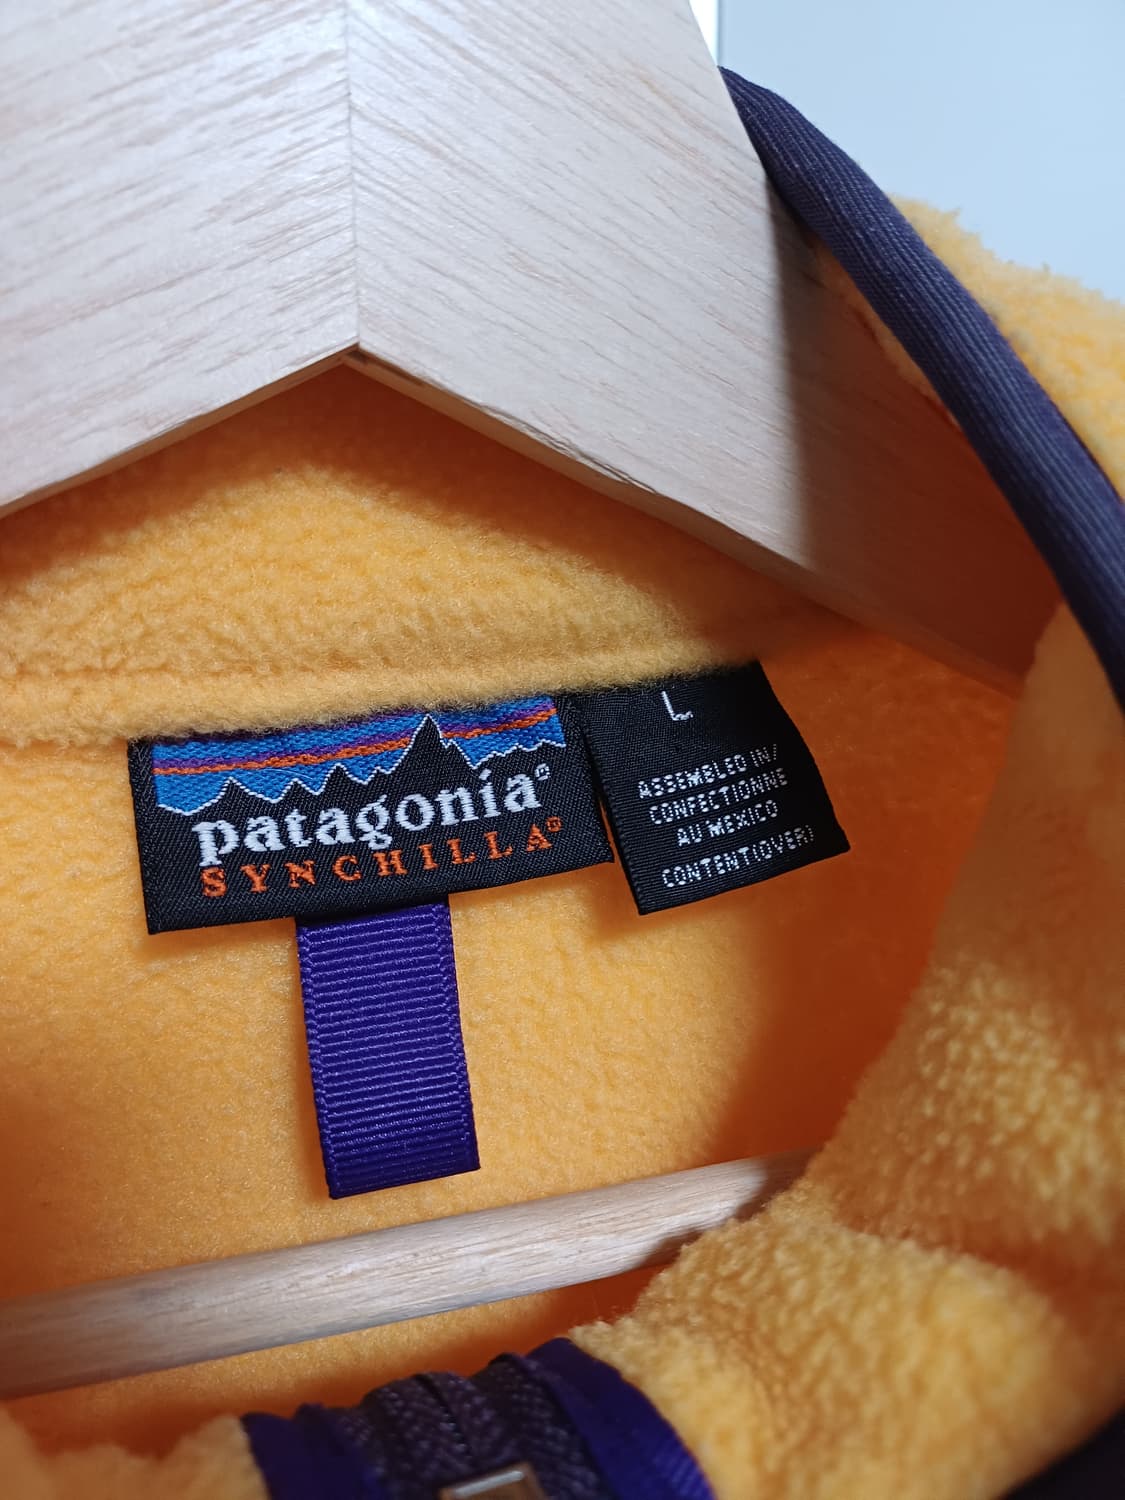 patagonia®
SYNCHILLA®
L
ASSEMBLED IN/
CONFECTIONNE
AU MEXICO
CONTENT(OVER)